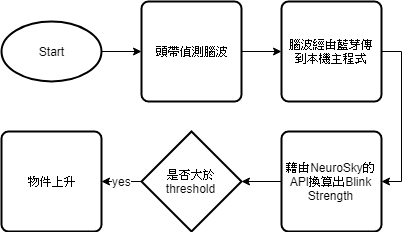 Start
頭帶偵測腦波
腦波經由藍芽傳
到本機主程式
藉由NeuroSky的
API換算出Blink
Strength
是否大於
threshold
yes
物件上升